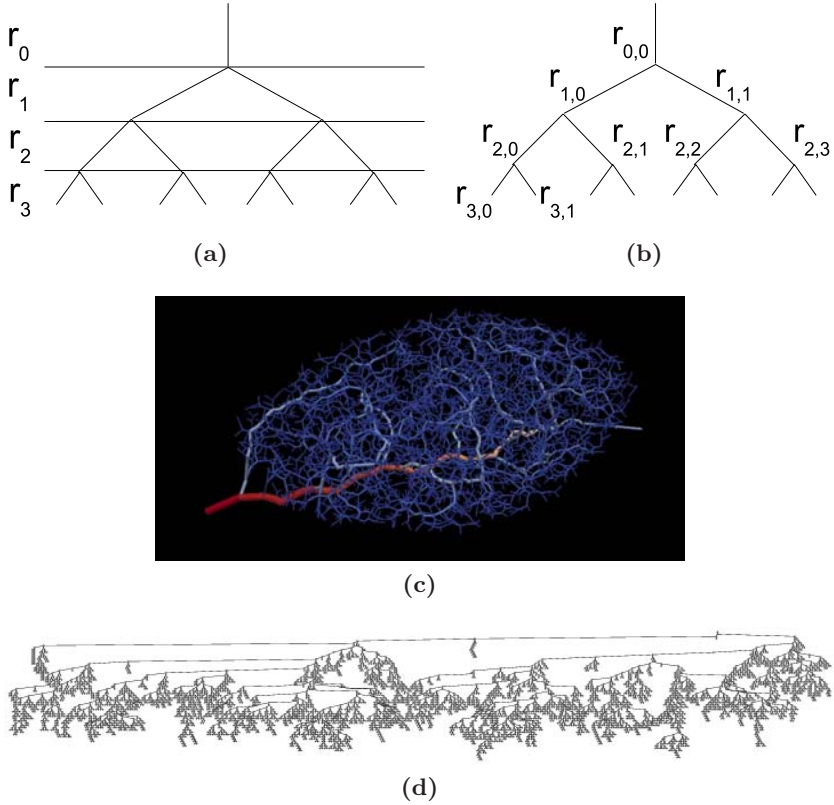 r0
r1
r2
r3
(a)
r0,0
r1,0 r1,1
r2,0 r2,1 r2,2 r2,3
r3,0 r3,1
(b)
(c)
(d)